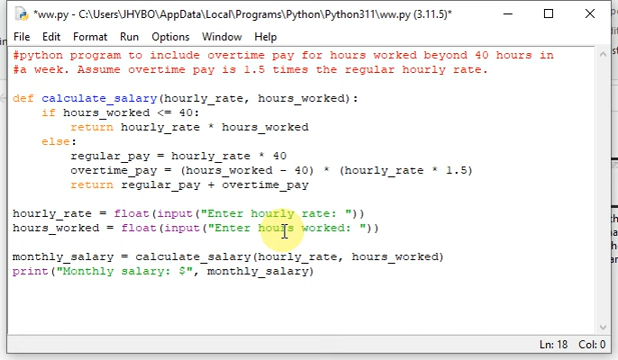 *ww.py - C:\Users\JHYBO\AppData\Local\Programs\Python\Python311\ww.py (3.11.5)*
File Edit Format Run Options Window Help
#python program to include overtime pay for hours worked beyond 40 hours in
#a week. Assume overtime pay is 1.5 times the regular hourly rate.
def calculate_salary(hourly_rate, hours_worked):
if hours_worked <= 40:
return hourly_rate * hours_worked
else:
regular_pay = hourly_rate * 40
overtime_pay = (hours_worked - 40) * (hourly_rate * 1.5)
return regular_pay + overtime_pay
hourly_rate = float(input("Enter hourly rate: "))
hours_worked = float(input("Enter hours worked: "))
monthly_salary = calculate_salary(hourly_rate, hours_worked)
print("Monthly salary: $", monthly_salary)
Ln: 18 Col: 0